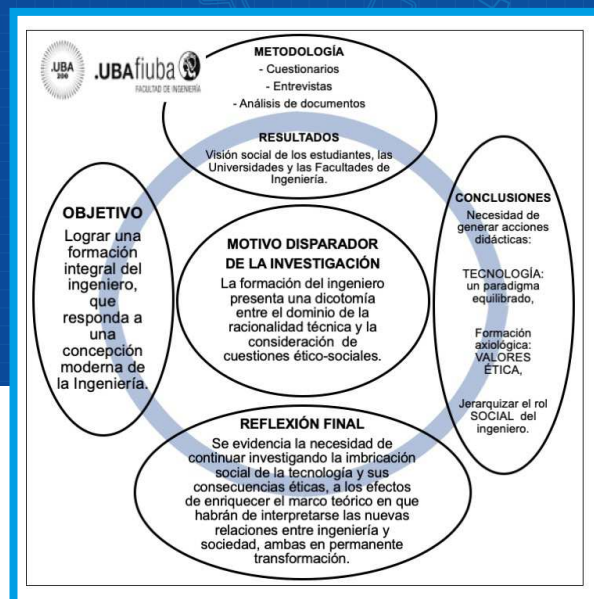 .UBA
200
.UBAfiuba
FACULTAD DE INGENIERÍA
METODOLOGÍA
- Cuestionarios
- Entrevistas
- Análisis de documentos
RESULTADOS
Visión social de los estudiantes, las
Universidades y las Facultades de
Ingeniería.
OBJETIVO
Lograr una
formación
integral del
ingeniero,
que
responda a
una
concepción
moderna de
la Ingeniería.
MOTIVO DISPARADOR
DE LA INVESTIGACIÓN
La formación del ingeniero
presenta una dicotomía
entre el dominio de la
racionalidad técnica y la
consideración de
cuestiones ético-sociales.
CONCLUSIONES
Necesidad de
generar acciones
didácticas:
TECNOLOGÍA:
un paradigma
equilibrado,
Formación
axiológica:
VALORES
ÉTICA,
Jerarquizar el rol
SOCIAL del
ingeniero.
REFLEXIÓN FINAL
Se evidencia la necesidad de
continuar investigando la imbricación
social de la tecnología y sus
consecuencias éticas, a los efectos
de enriquecer el marco teórico en que
habrán de interpretarse las nuevas
relaciones entre ingeniería y
sociedad, ambas en permanente
transformación.